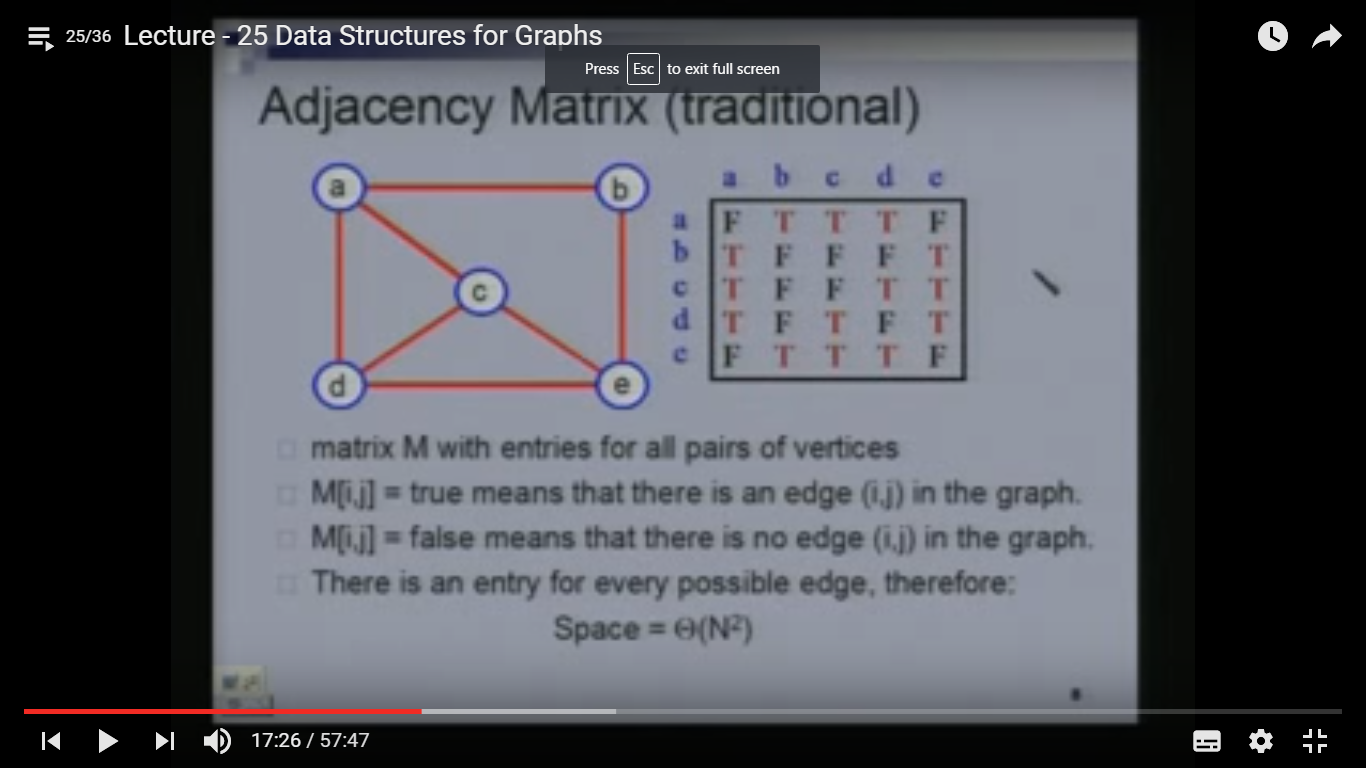 25/36 Lecture - 25 Data Structures for Graphs
Press Esc to exit full screen
Adjacency Matrix (traditional)
a b
c
d e
a b c d e
a F T T T F
b T F F F T
c T F F T T
d T F T F T
e F T T T F
matrix M with entries for all pairs of vertices
M[i,j] = true means that there is an edge (i,j) in the graph.
M[i,j] = false means that there is no edge (i,j) in the graph.
There is an entry for every possible edge, therefore:
Space = Θ(N²)
17:26 / 57:47